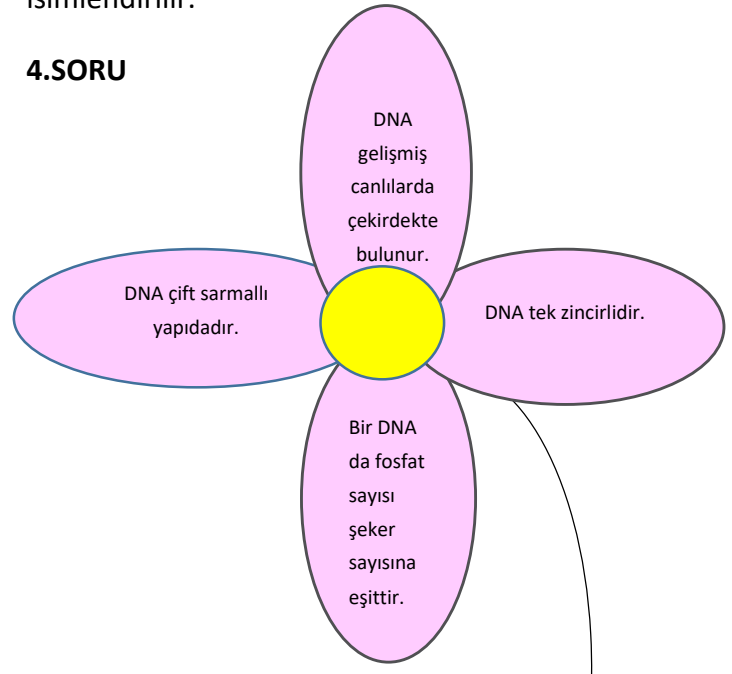 isimlendirilir.
4.SORU
DNA
gelişmiş
canlılarda
çekirdekte
bulunur.
DNA çift sarmallı
yapıdadır.
DNA tek zincirlidir.
Bir DNA
da fosfat
sayısı
şeker
sayısına
eşittir.